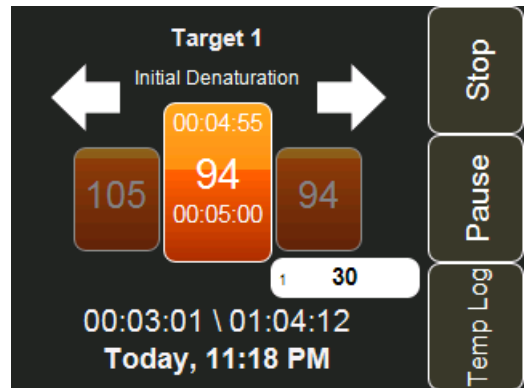 Target 1
Initial Denaturation
00:04:55
105
94
94
00:05:00
1 30
00:03:01 \ 01:04:12
Today, 11:18 PM
Stop
Pause
Temp Log